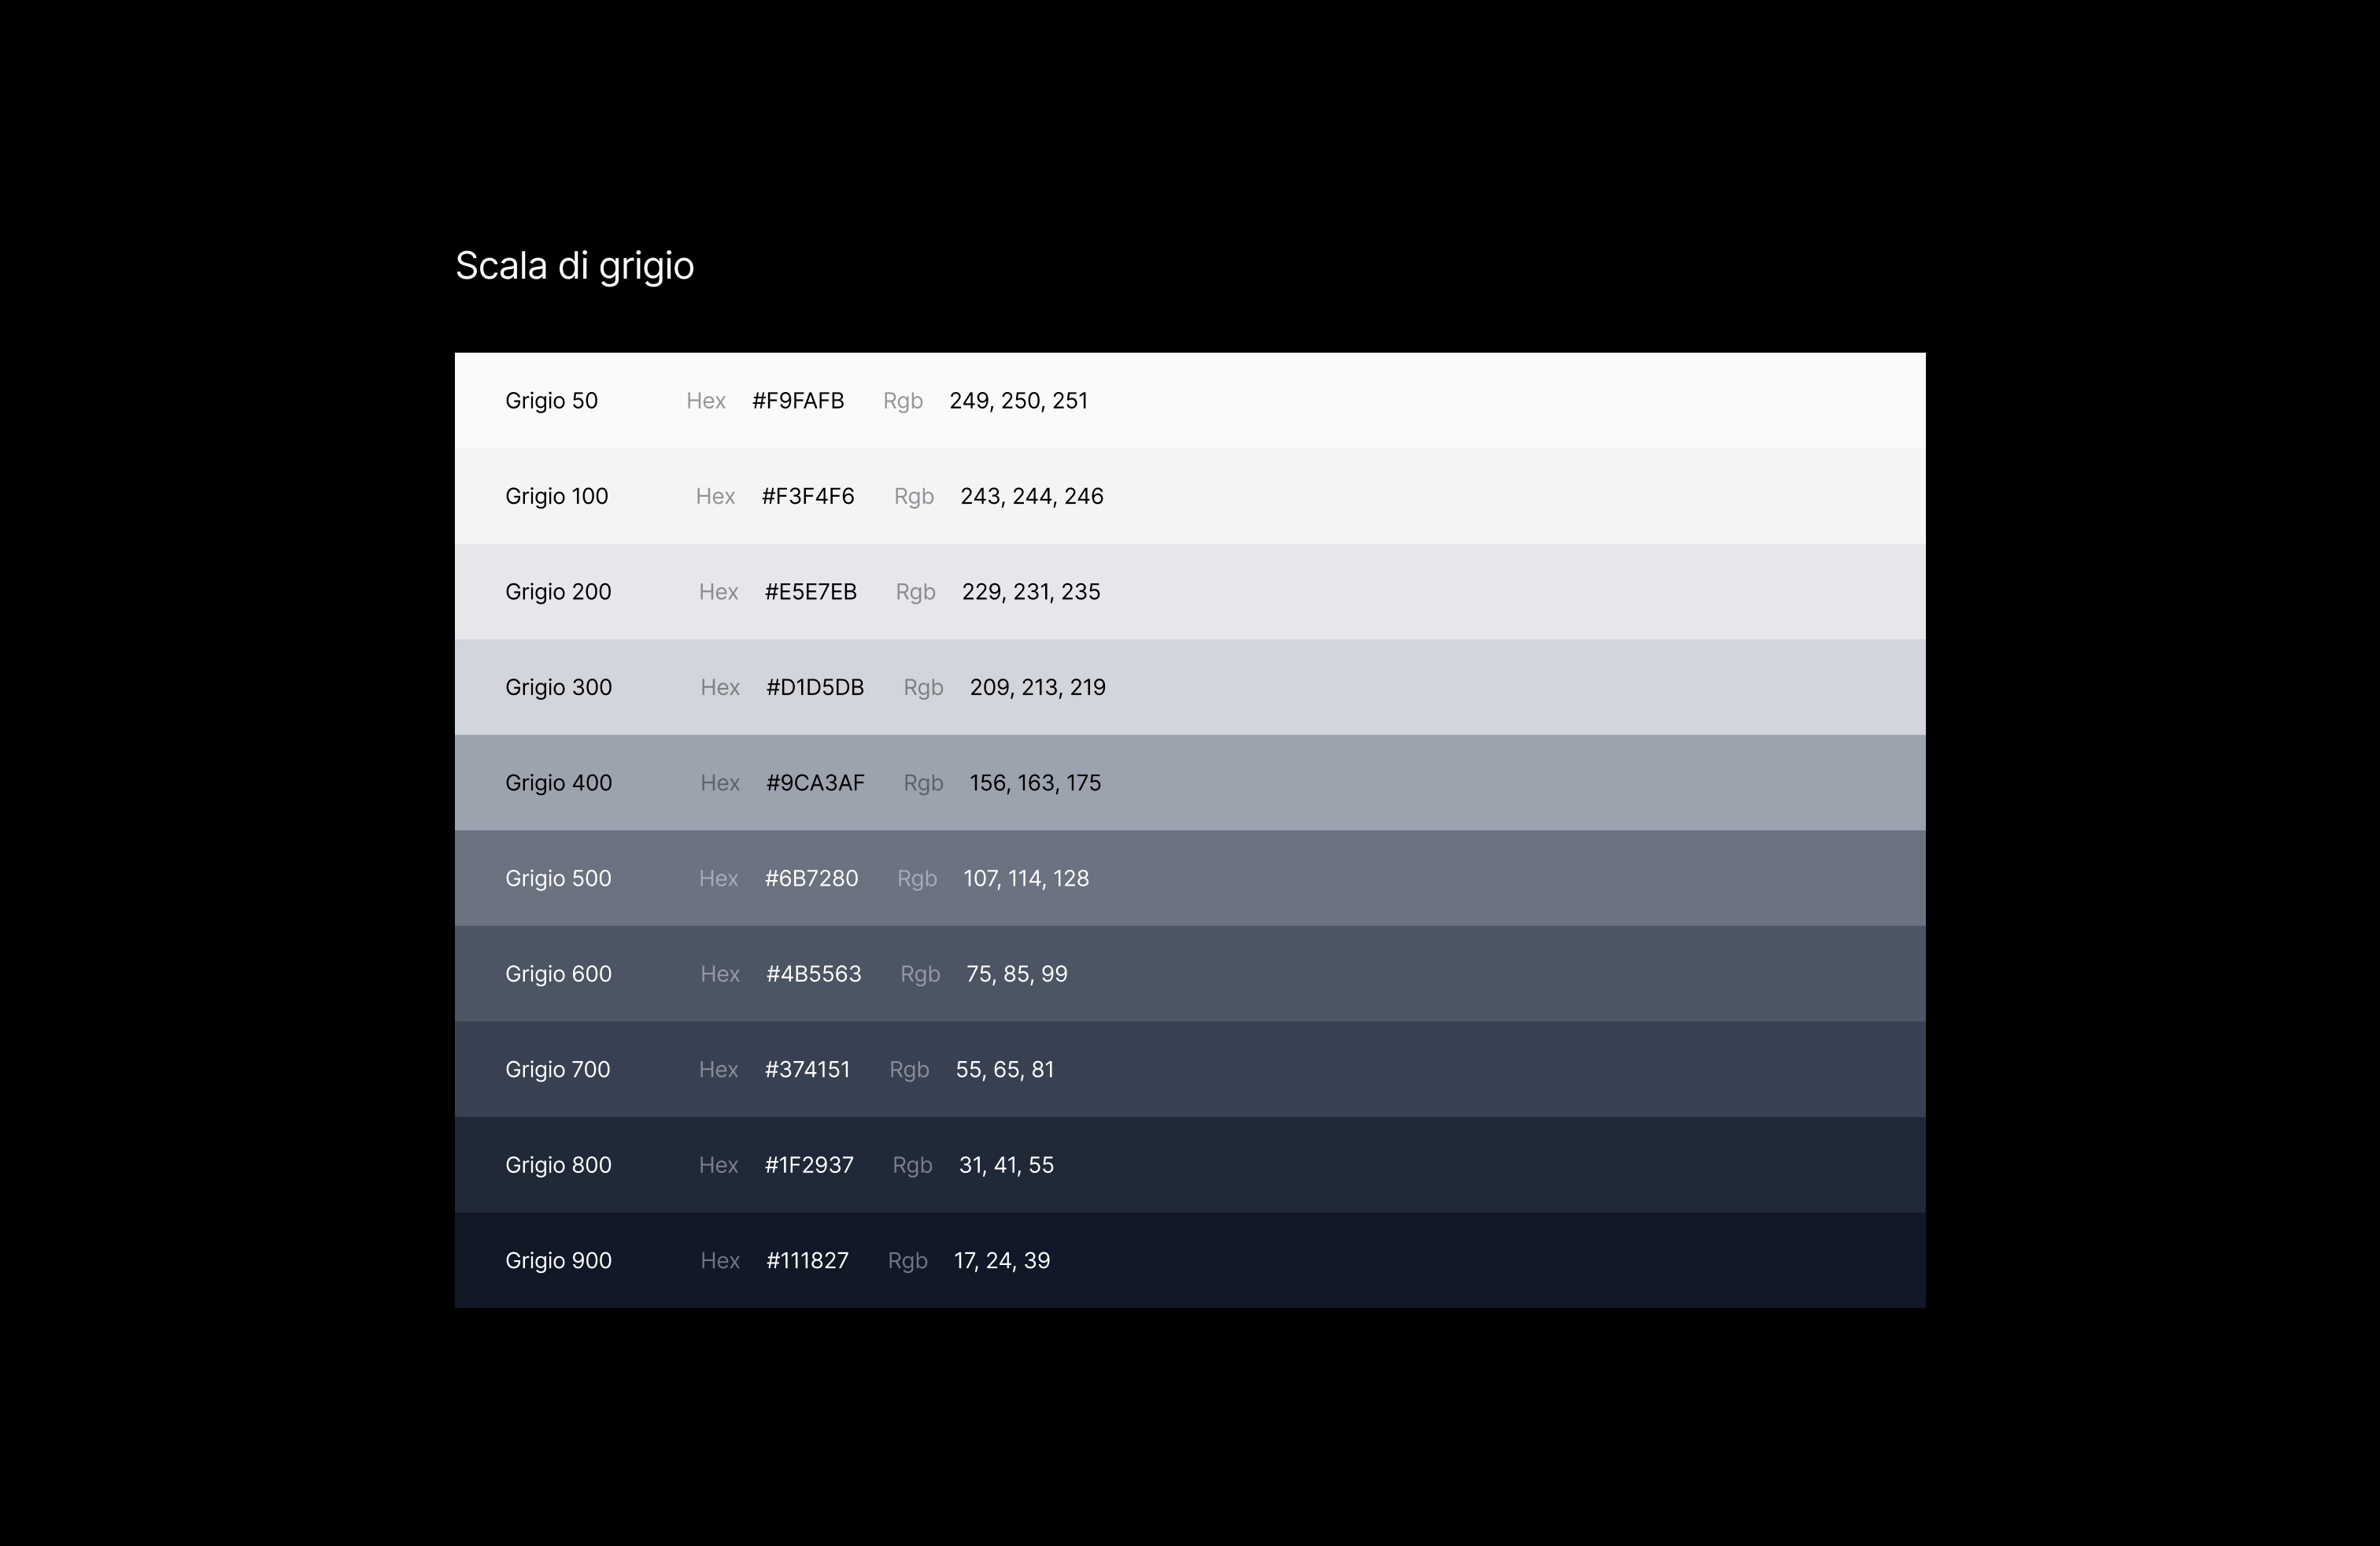 Scala di grigio
Grigio 50 Hex #F9FAFB Rgb 249, 250, 251
Grigio 100 Hex #F3F4F6 Rgb 243, 244, 246
Grigio 200 Hex #E5E7EB Rgb 229, 231, 235
Grigio 300 Hex #D1D5DB Rgb 209, 213, 219
Grigio 400 Hex #9CA3AF Rgb 156, 163, 175
Grigio 500 Hex #6B7280 Rgb 107, 114, 128
Grigio 600 Hex #4B5563 Rgb 75, 85, 99
Grigio 700 Hex #374151 Rgb 55, 65, 81
Grigio 800 Hex #1F2937 Rgb 31, 41, 55
Grigio 900 Hex #111827 Rgb 17, 24, 39